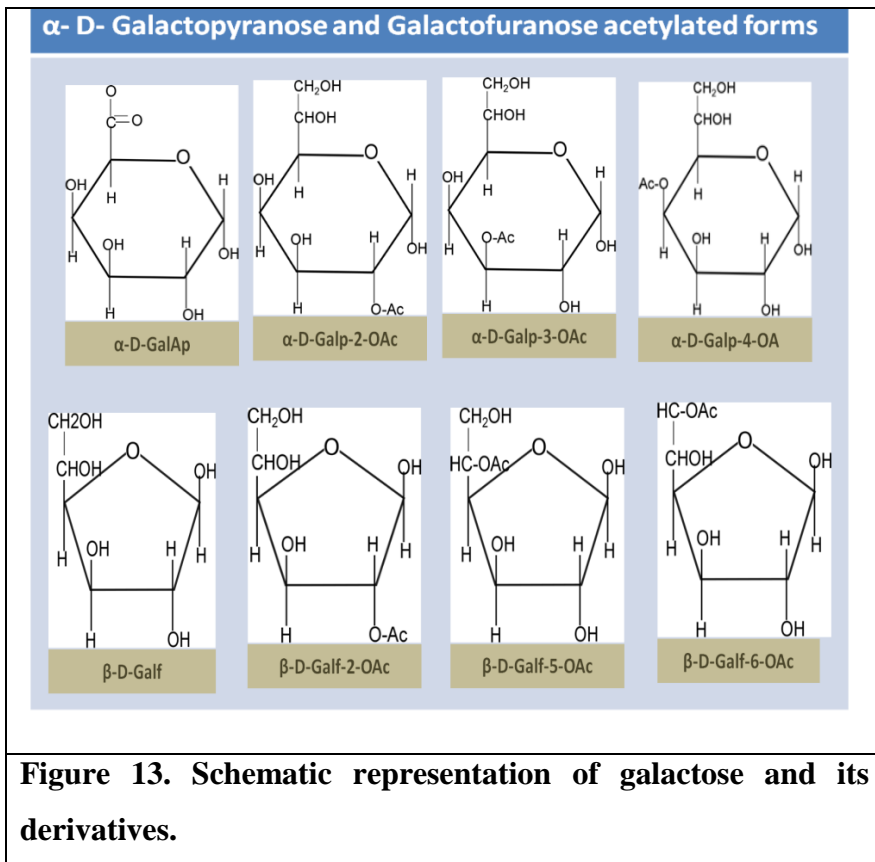 α- D- Galactopyranose and Galactofuranose acetylated forms
O
C=O
O
OH
H
H
OH
H
H
OH
H
OH
α-D-GalAp
CH₂OH
CHOH
O
OH
H
H
OH
H
H
OH
H
O-Ac
α-D-Galp-2-OAc
CH₂OH
CHOH
O
OH
H
H
O-Ac
H
H
OH
H
OH
α-D-Galp-3-OAc
CH₂OH
CHOH
O
Ac-O
H
H
OH
H
H
OH
H
OH
α-D-Galp-4-OA
CH2OH
CHOH
O
OH
H
OH
H
H
H
OH
β-D-Galf
CH₂OH
CHOH
O
OH
H
OH
H
H
H
O-Ac
β-D-Galf-2-OAc
CH₂OH
HC-OAc
O
OH
H
OH
H
H
H
OH
β-D-Galf-5-OAc
HC-OAc
CHOH
O
OH
H
OH
H
H
H
OH
β-D-Galf-6-OAc
Figure 13. Schematic representation of galactose and its
derivatives.